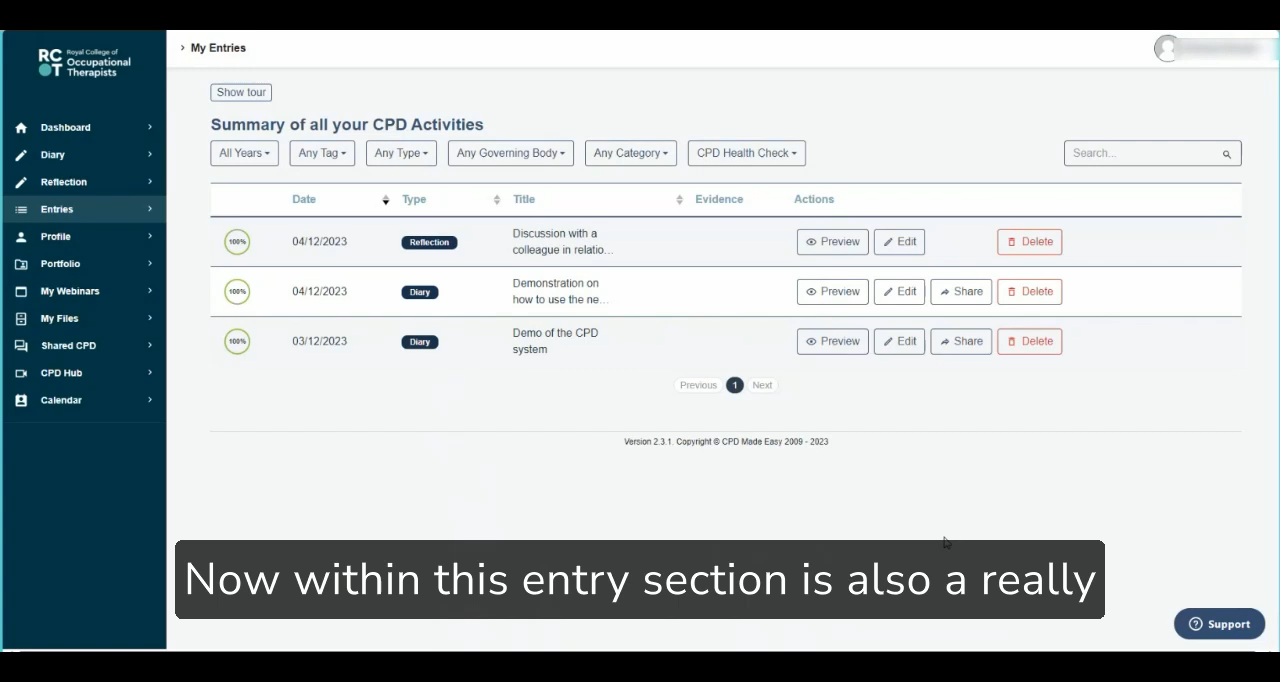 RC
OT
Royal College of
Occupational
Therapists
Dashboard
Diary
Reflection
Entries
Profile
Portfolio
My Webinars
My Files
Shared CPD
CPD Hub
Calendar
My Entries
Show tour
Summary of all your CPD Activities
All Years Any Tag Any Type Any Governing Body Any Category CPD Health Check Search...
Date Type Title Evidence Actions
100% 04/12/2023 Reflection Discussion with a
colleague in relatio... Preview Edit Delete
100% 04/12/2023 Diary Demonstration on
how to use the ne... Preview Edit Share Delete
100% 03/12/2023 Diary Demo of the CPD
system Preview Edit Share Delete
Previous 1 Next
Version 2.3.1. Copyright © CPD Made Easy 2009 - 2023
Now within this entry section is also a really
Support